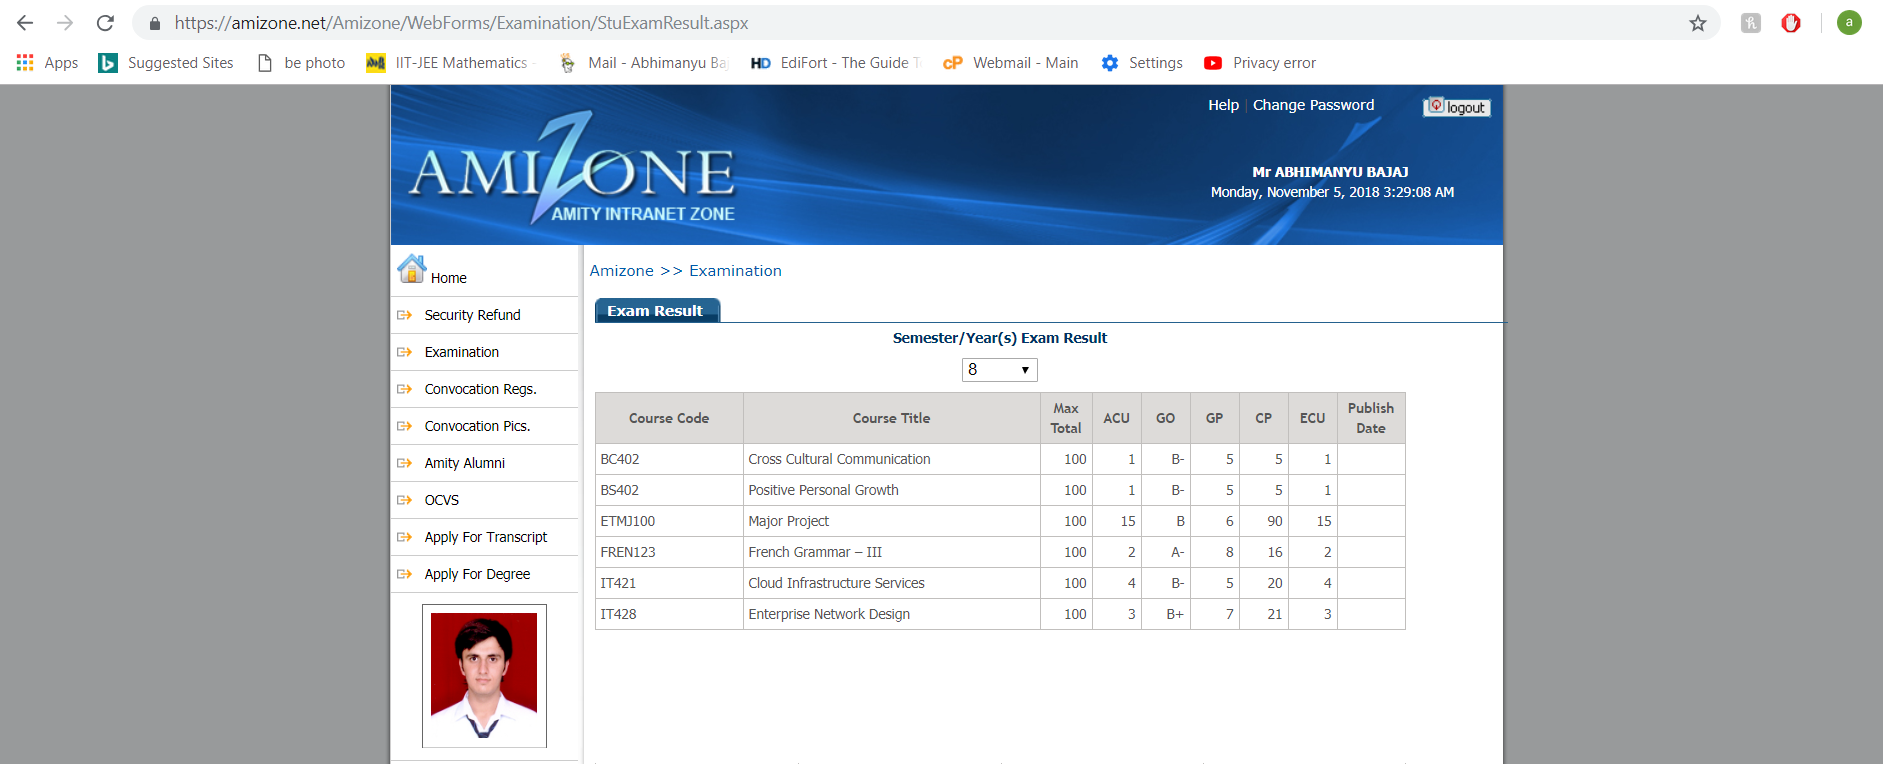 https://amizone.net/Amizone/WebForms/Examination/StuExamResult.aspx
a
Apps Suggested Sites be photo IIT-JEE Mathematics - Mail - Abhimanyu Baj HD EdiFort - The Guide T cP Webmail - Main Settings Privacy error
Help | Change Password logout
AMIZONE
AMITY INTRANET ZONE
Mr ABHIMANYU BAJAJ
Monday, November 5, 2018 3:29:08 AM
Home
Security Refund
Examination
Convocation Regs.
Convocation Pics.
Amity Alumni
OCVS
Apply For Transcript
Apply For Degree
Amizone >> Examination
Exam Result
Semester/Year(s) Exam Result
8
Course Code Course Title Max Total ACU GO GP CP ECU Publish Date
BC402 Cross Cultural Communication 100 1 B- 5 5 1
BS402 Positive Personal Growth 100 1 B- 5 5 1
ETMJ100 Major Project 100 15 B 6 90 15
FREN123 French Grammar – III 100 2 A- 8 16 2
IT421 Cloud Infrastructure Services 100 4 B- 5 20 4
IT428 Enterprise Network Design 100 3 B+ 7 21 3